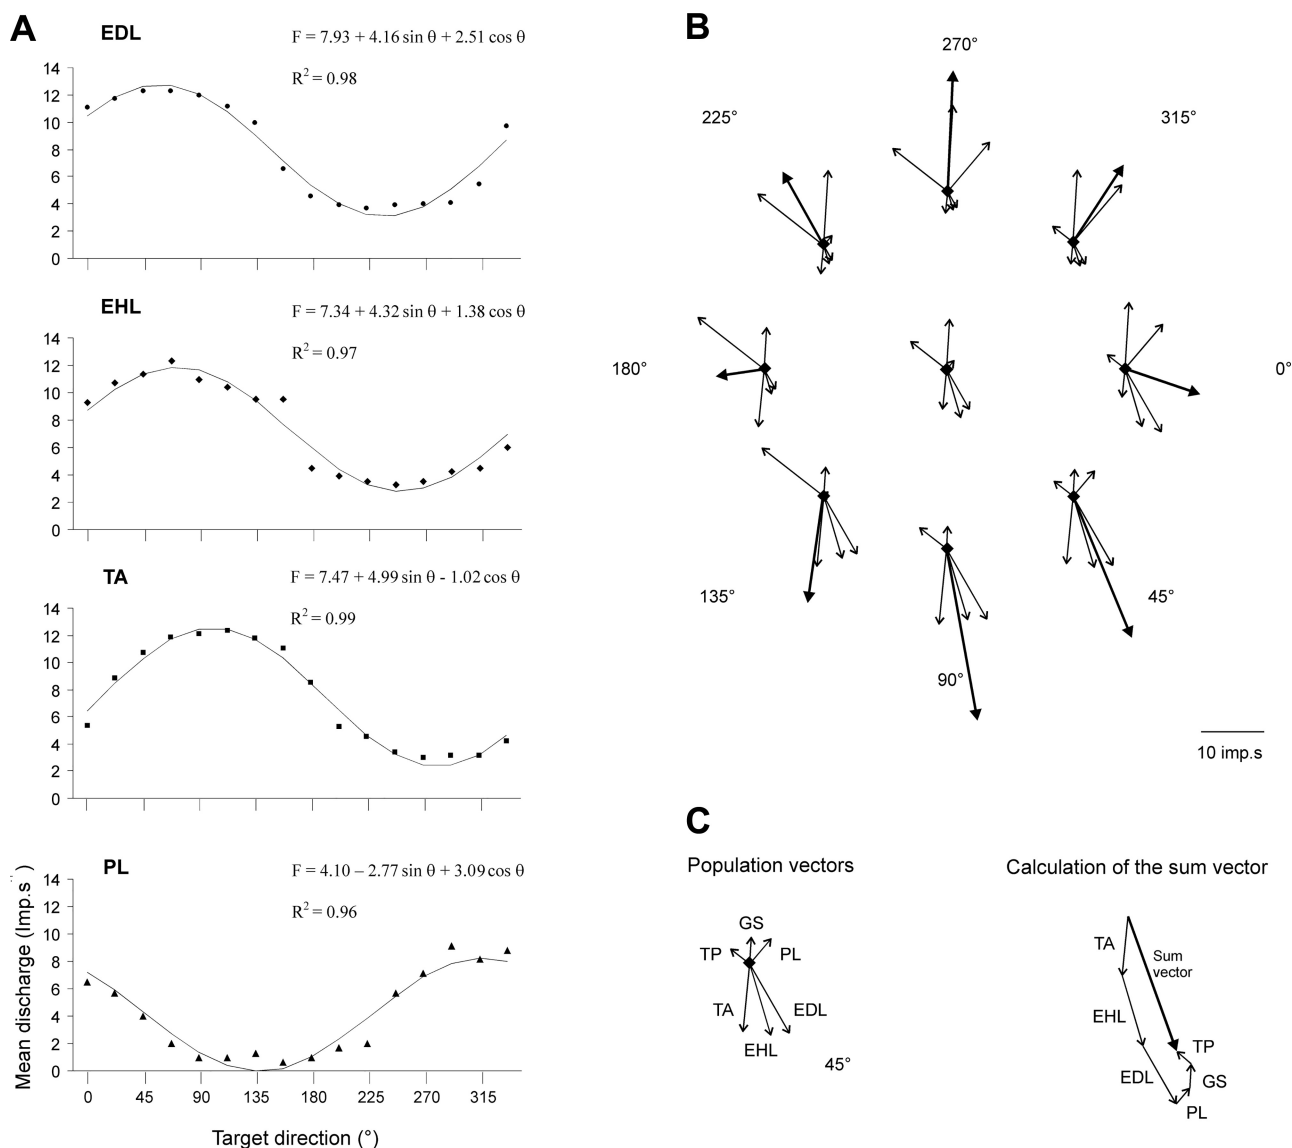 A
EDL
F = 7.93 + 4.16 sin θ + 2.51 cos θ
R² = 0.98
14
12
10
8
6
4
2
0
EHL
F = 7.34 + 4.32 sin θ + 1.38 cos θ
R² = 0.97
14
12
10
8
6
4
2
0
TA
F = 7.47 + 4.99 sin θ - 1.02 cos θ
R² = 0.99
14
12
10
8
6
4
2
0
PL
F = 4.10 – 2.77 sin θ + 3.09 cos θ
R² = 0.96
14
12
10
8
6
4
2
0
Mean discharge (Imp.s⁻¹)
0 45 90 135 180 225 270 315
Target direction (°)
B
270°
225°
315°
180°
0°
135°
45°
90°
10 imp.s
C
Population vectors
GS
TP
PL
TA
EDL
EHL
45°
Calculation of the sum vector
TA
Sum
vector
EHL
TP
EDL
GS
PL